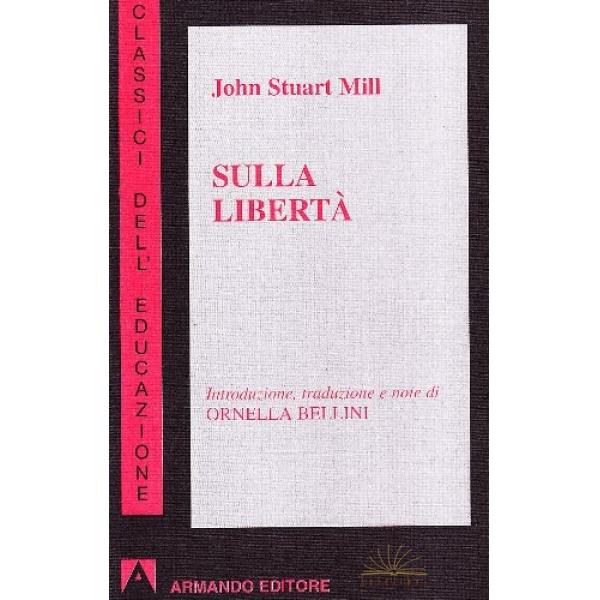 CLASSICI DELL' EDUCAZIONE
John Stuart Mill
SULLA
LIBERTÀ
Introduzione, traduzione e note di
ORNELLA BELLINI
ARMANDO EDITORE